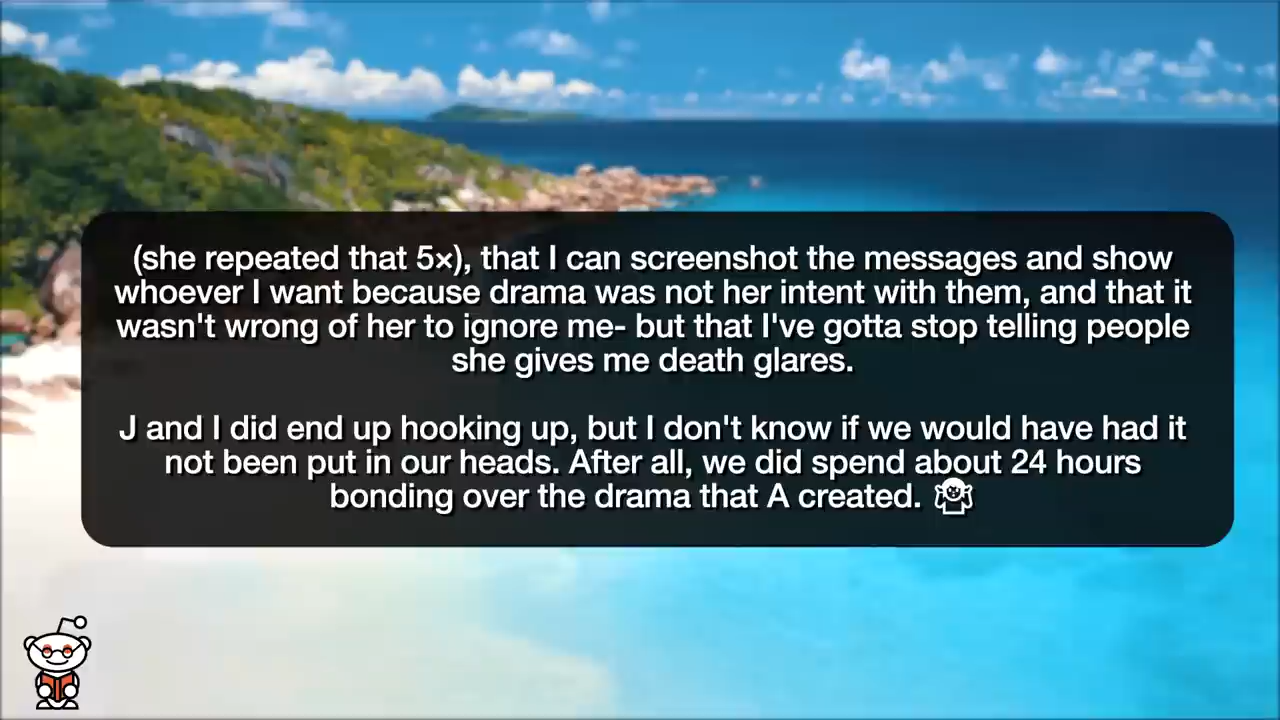 (she repeated that 5×), that I can screenshot the messages and show
whoever I want because drama was not her intent with them, and that it
wasn't wrong of her to ignore me- but that I've gotta stop telling people
she gives me death glares.
J and I did end up hooking up, but I don't know if we would have had it
not been put in our heads. After all, we did spend about 24 hours
bonding over the drama that A created.